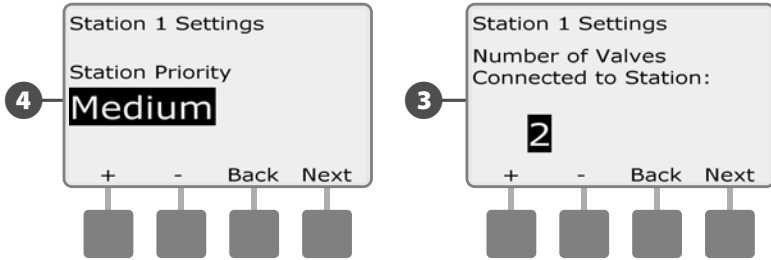 4
Station 1 Settings
Station Priority
Medium
+ - Back Next
3
Station 1 Settings
Number of Valves
Connected to Station:
2
+ - Back Next